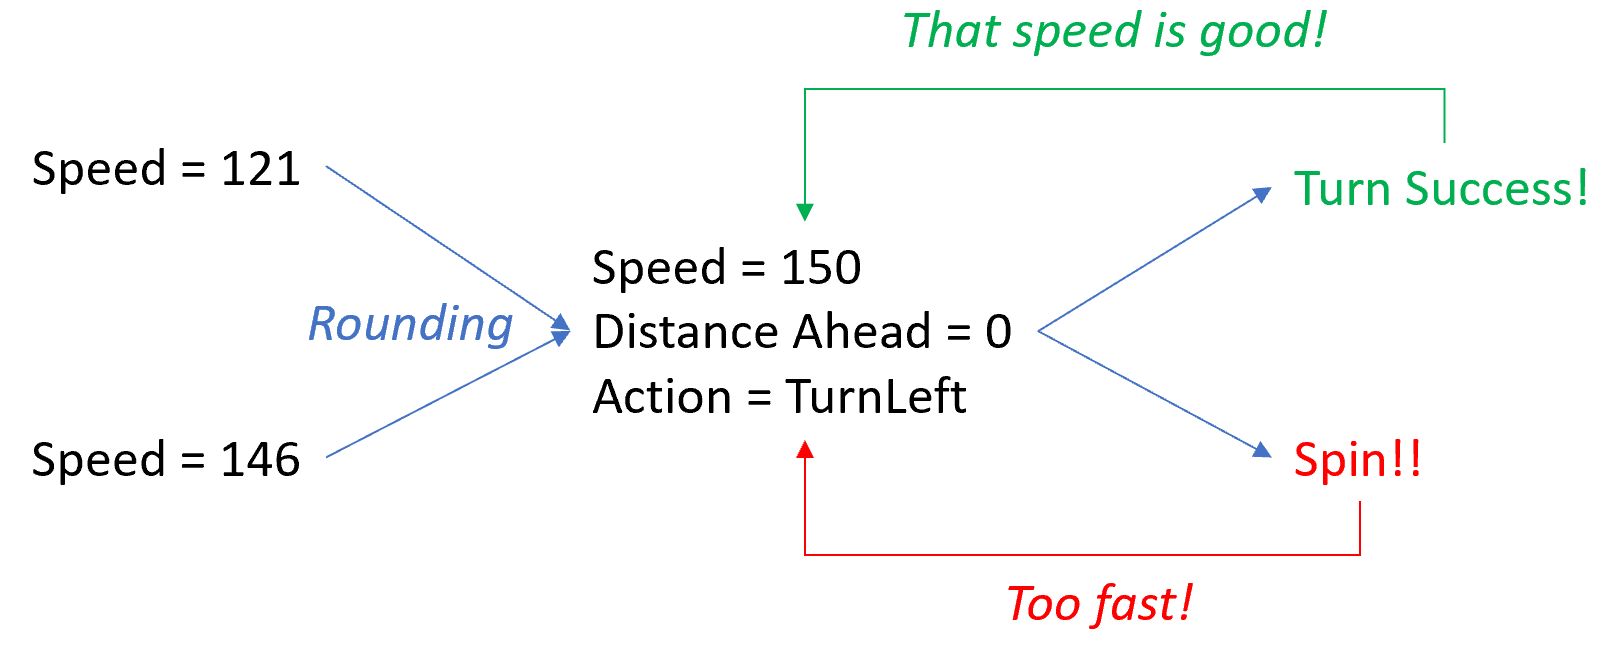 That speed is good!
Speed = 121
Turn Success!
Speed = 150
Rounding
Distance Ahead = 0
Action = TurnLeft
Speed = 146
Spin!!
Too fast!